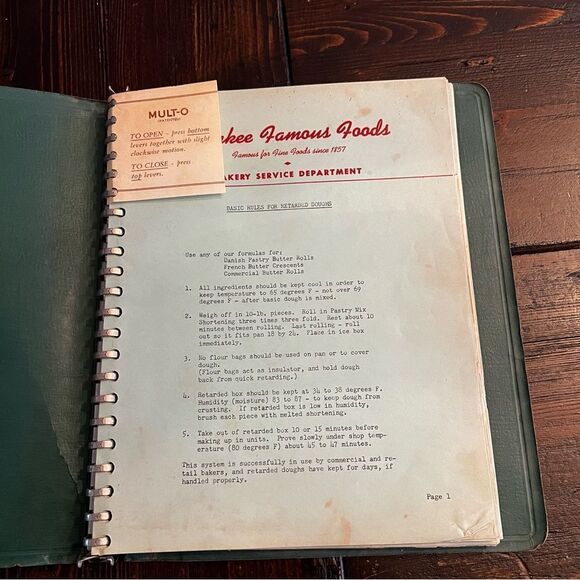 MULT-O
(PATENTED)
TO OPEN - press bottom
levers together with slight
clockwise motion.
TO CLOSE - press
top levers.
kee Famous Foods
Famous for Fine Foods since 1857
AKERY SERVICE DEPARTMENT
BASIC RULES FOR RETARDED DOUGHS
Use any of our formulas for:
Danish Pastry Butter Rolls
French Butter Crescents
Commercial Butter Rolls
1. All ingredients should be kept cool in order to
keep temperature to 65 degrees F - not over 69
degrees F - after basic dough is mixed.
2. Weigh off in 10-lb. pieces. Roll in Pastry Mix
Shortening three times three fold. Rest about 10
minutes between rolling. Last rolling - roll
out so it fits pan 18 by 24. Place in ice box
immediately.
3. No flour bags should be used on pan or to cover
dough.
(Flour bags act as insulator, and hold dough
back from quick retarding.)
4. Retarded box should be kept at 34 to 38 degrees F.
Humidity (moisture) 83 to 87 - to keep dough from
crusting. If retarded box is low in humidity,
brush each piece with melted shortening.
5. Take out of retarded box 10 or 15 minutes before
making up in units. Prove slowly under shop tem-
perature (80 degrees F) about 45 to 47 minutes.
This system is successfully in use by commercial and re-
tail bakers, and retarded doughs have kept for days, if
handled properly.
Page 1